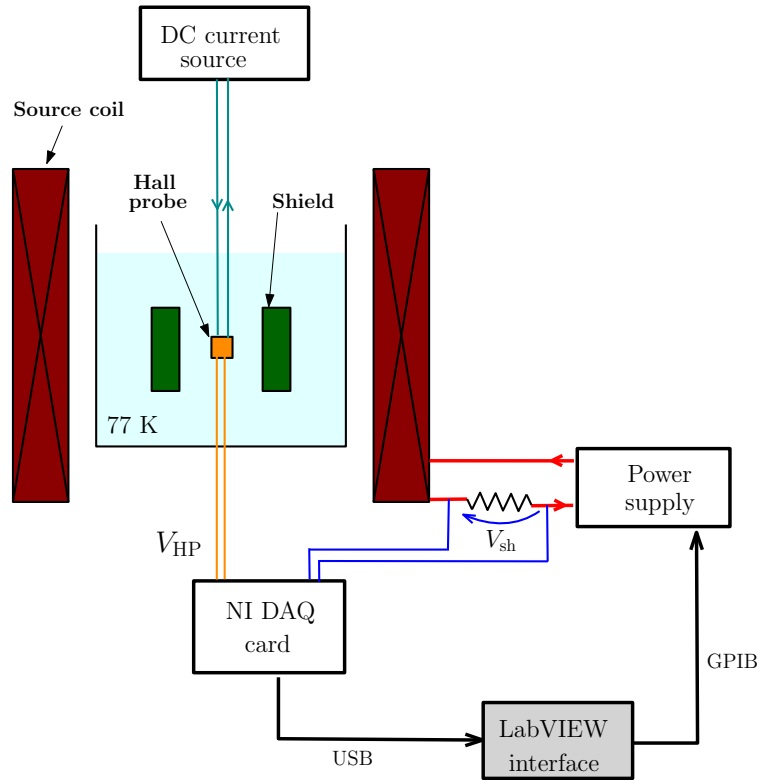 DC current
source
Source coil
Hall
probe
Shield
77 K
Power
supply
V_sh
V_HP
NI DAQ
card
GPIB
LabVIEW
interface
USB